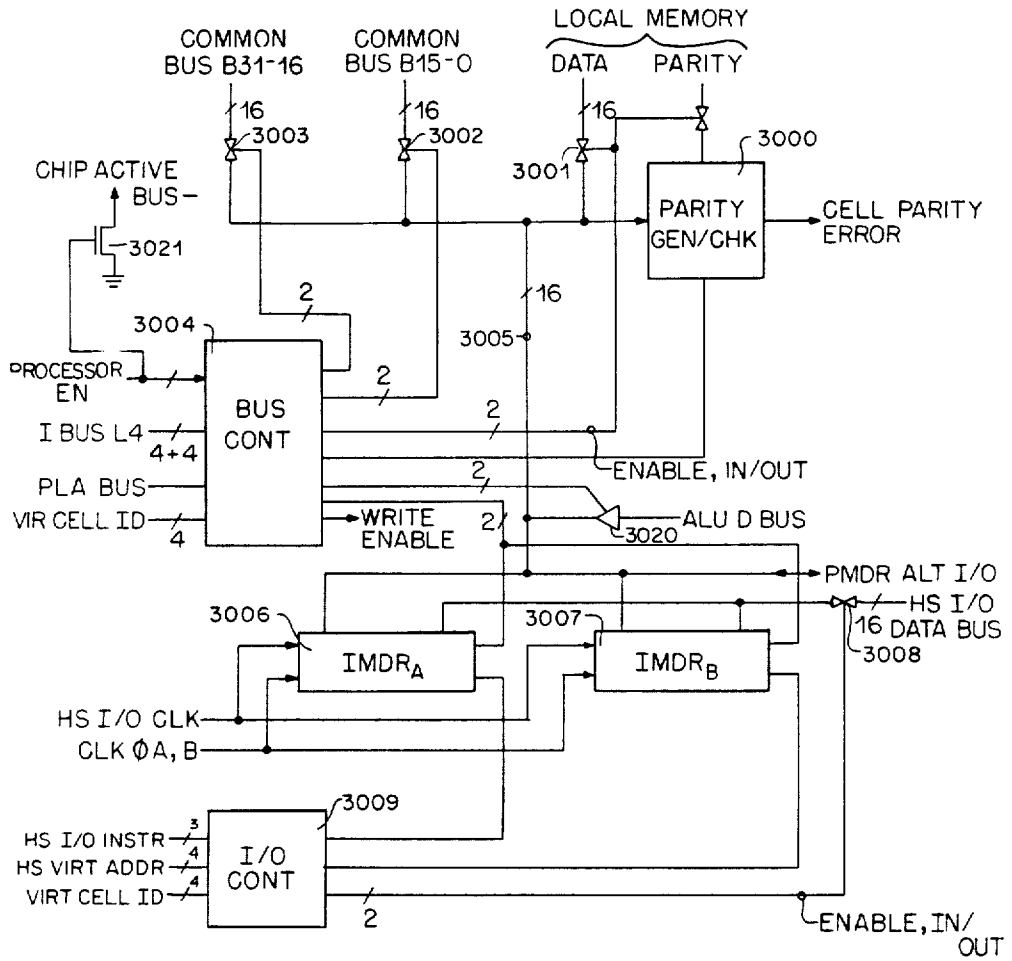 LOCAL MEMORY
COMMON
BUS B31-16
COMMON
BUS B15-0
DATA
PARITY
16
16
16
3003
3002
3001
3000
CHIP ACTIVE
BUS-
3021
PARITY
GEN/CHK
CELL PARITY
ERROR
2
16
3004
3005
PROCESSOR
EN
BUS
CONT
2
I BUS L4
4+4
2
ENABLE, IN/OUT
PLA BUS
2
VIR CELL ID
4
WRITE
ENABLE
2
ALU D BUS
3020
PMDR ALT I/O
HS I/O
DATA BUS
16
3008
3006
IMDRA
3007
IMDRB
HS I/O CLK
CLK ØA, B
3009
HS I/O INSTR
3
HS VIRT ADDR
4
VIRT CELL ID
4
I/O
CONT
2
ENABLE, IN/
OUT